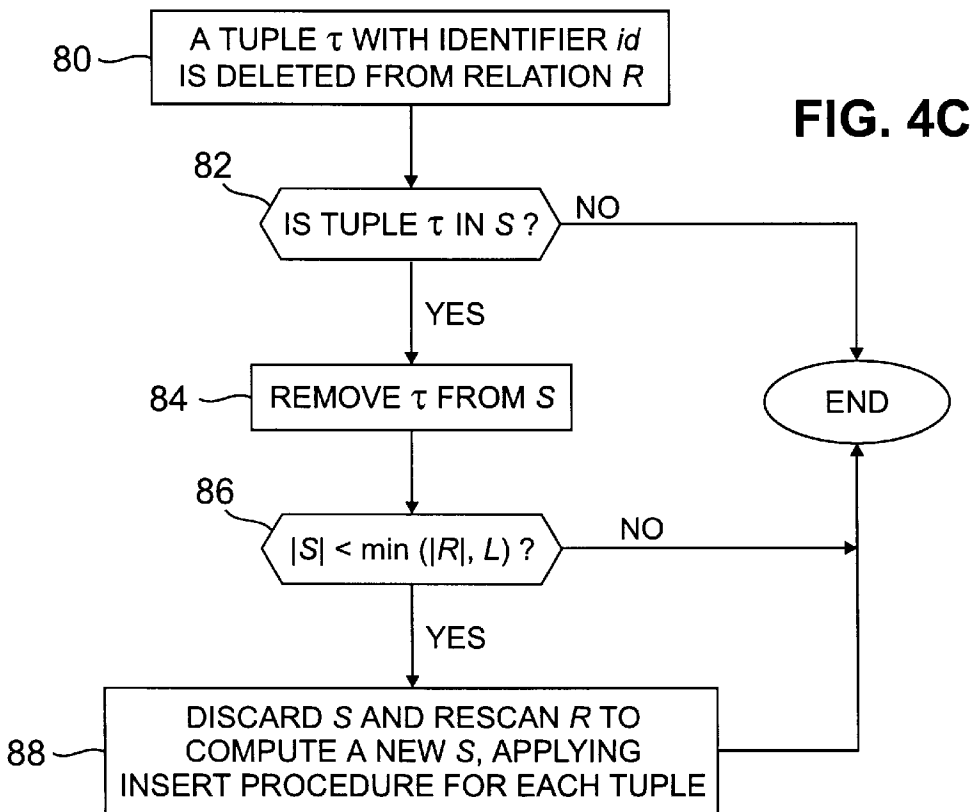 80
A TUPLE τ WITH IDENTIFIER id
IS DELETED FROM RELATION R
FIG. 4C
82
IS TUPLE τ IN S ?
NO
YES
84
REMOVE τ FROM S
END
86
|S| < min (|R|, L) ?
NO
YES
88
DISCARD S AND RESCAN R TO
COMPUTE A NEW S, APPLYING
INSERT PROCEDURE FOR EACH TUPLE